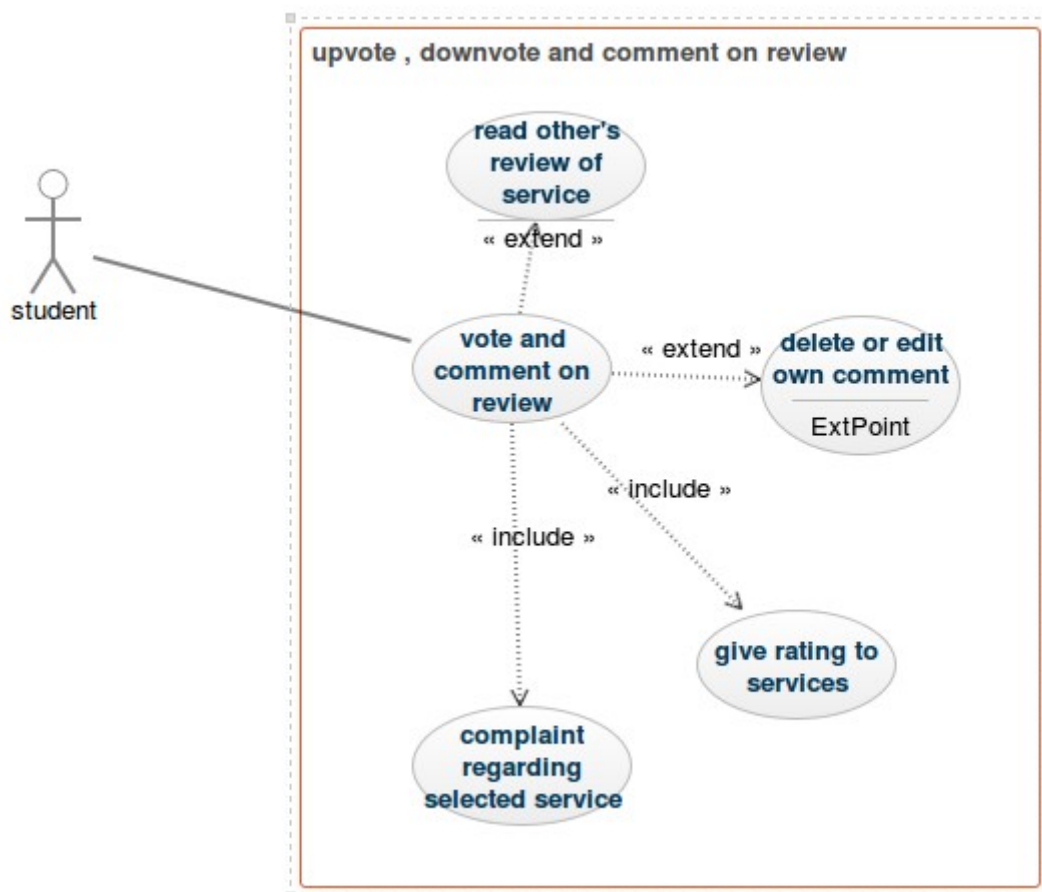 upvote , downvote and comment on review
read other's
review of
service
« extend »
student
vote and
comment on
review
« extend »
delete or edit
own comment
ExtPoint
« include »
« include »
give rating to
services
complaint
regarding
selected service